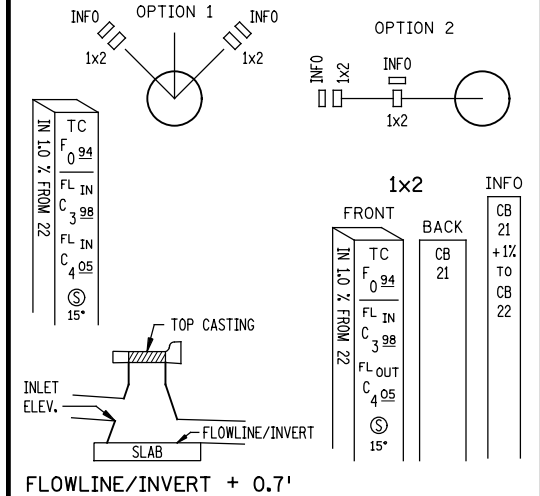 OPTION 1
INFO
INFO
1x2
1x2
OPTION 2
INFO
1x2
INFO
1x2
IN 1.0 % FROM 22
TC
F 0 94
FL IN
C 3 98
FL IN
C 4 05
S
15°
1x2
FRONT
BACK
INFO
IN 1.0 % FROM 22
TC
F 0 94
FL IN
C 3 98
FL OUT
C 4 05
S
15°
CB
21
CB
21
+1%
TO
CB
22
TOP CASTING
INLET
ELEV.
FLOWLINE/INVERT
SLAB
FLOWLINE/INVERT + 0.7'